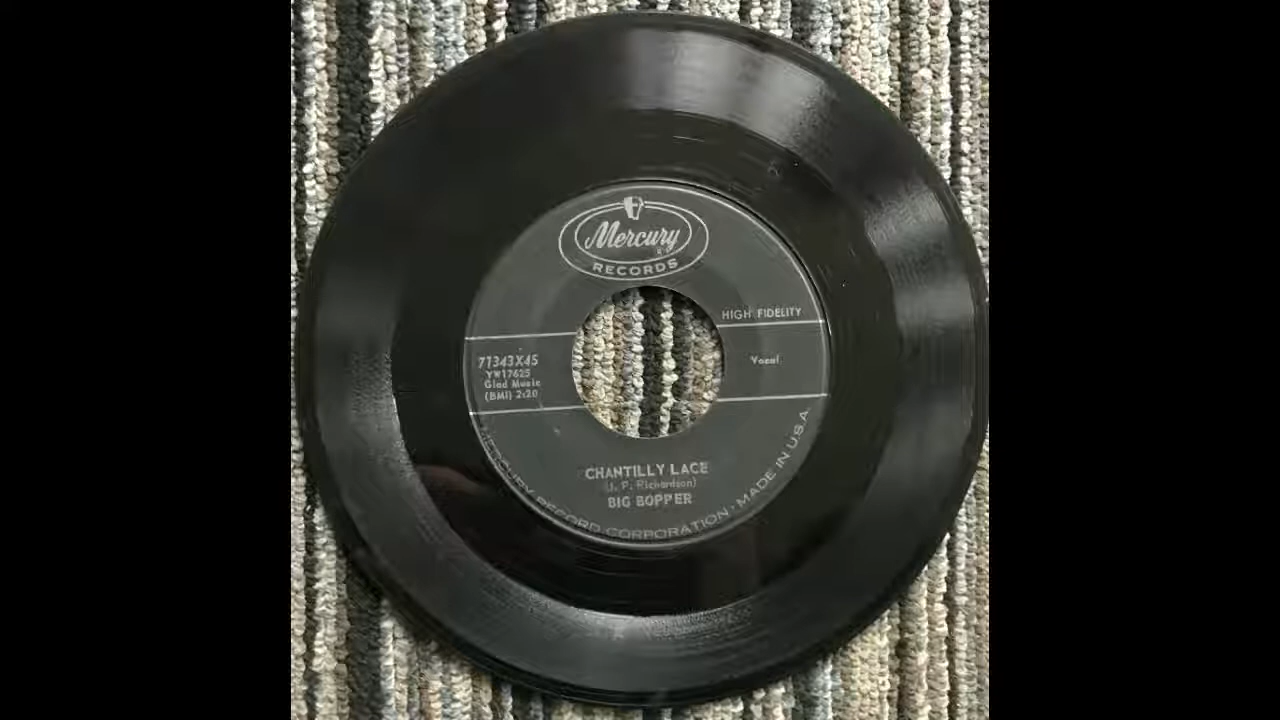 Mercury
RECORDS
HIGH FIDELITY
71343X45
YW17625
Glad Music
(BMI) 2:20
Vocal
CHANTILLY LACE
(J. P. Richardson)
BIG BOPPER
MERCURY RECORD CORPORATION · MADE IN U.S.A.